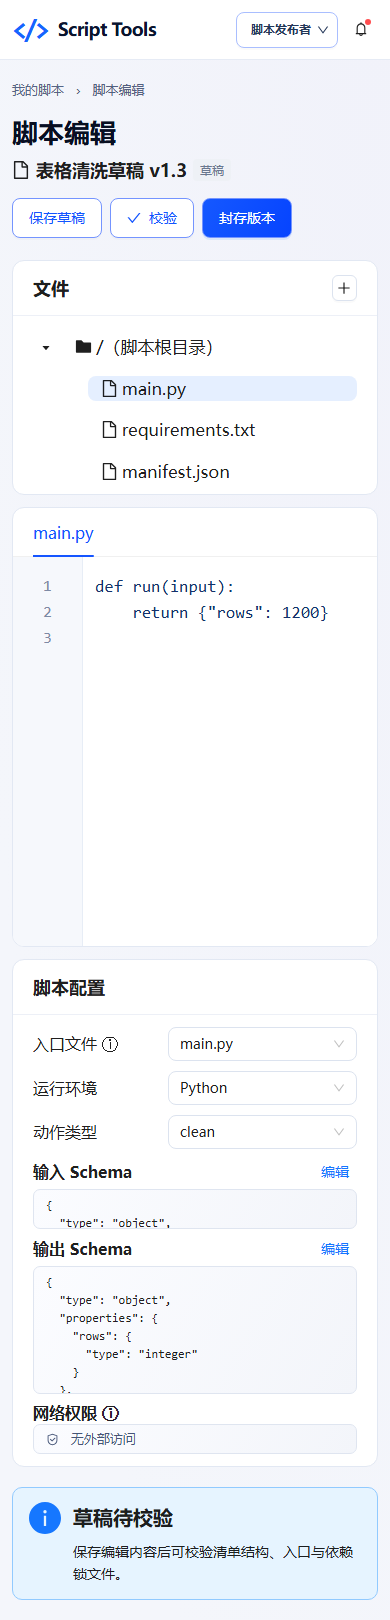 Script Tools
脚本发布者
我的脚本 › 脚本编辑
脚本编辑
表格清洗草稿 v1.3 草稿
保存草稿 校验 封存版本
文件
/（脚本根目录）
main.py
requirements.txt
manifest.json
main.py
1 def run(input):
2     return {"rows": 1200}
3
脚本配置
入口文件 main.py
运行环境 Python
动作类型 clean
输入 Schema 编辑
{
  "type": "object",
输出 Schema 编辑
{
  "type": "object",
  "properties": {
    "rows": {
      "type": "integer"
    }
  },
网络权限
无外部访问
草稿待校验
保存编辑内容后可校验清单结构、入口与依赖
锁文件。